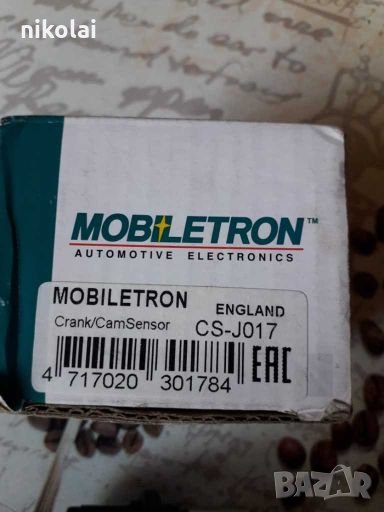 nikolai
MOBILETRON™
AUTOMOTIVE ELECTRONICS
MOBILETRON ENGLAND
Crank/CamSensor CS-J017
4 717020 301784 EAC
BAZAR